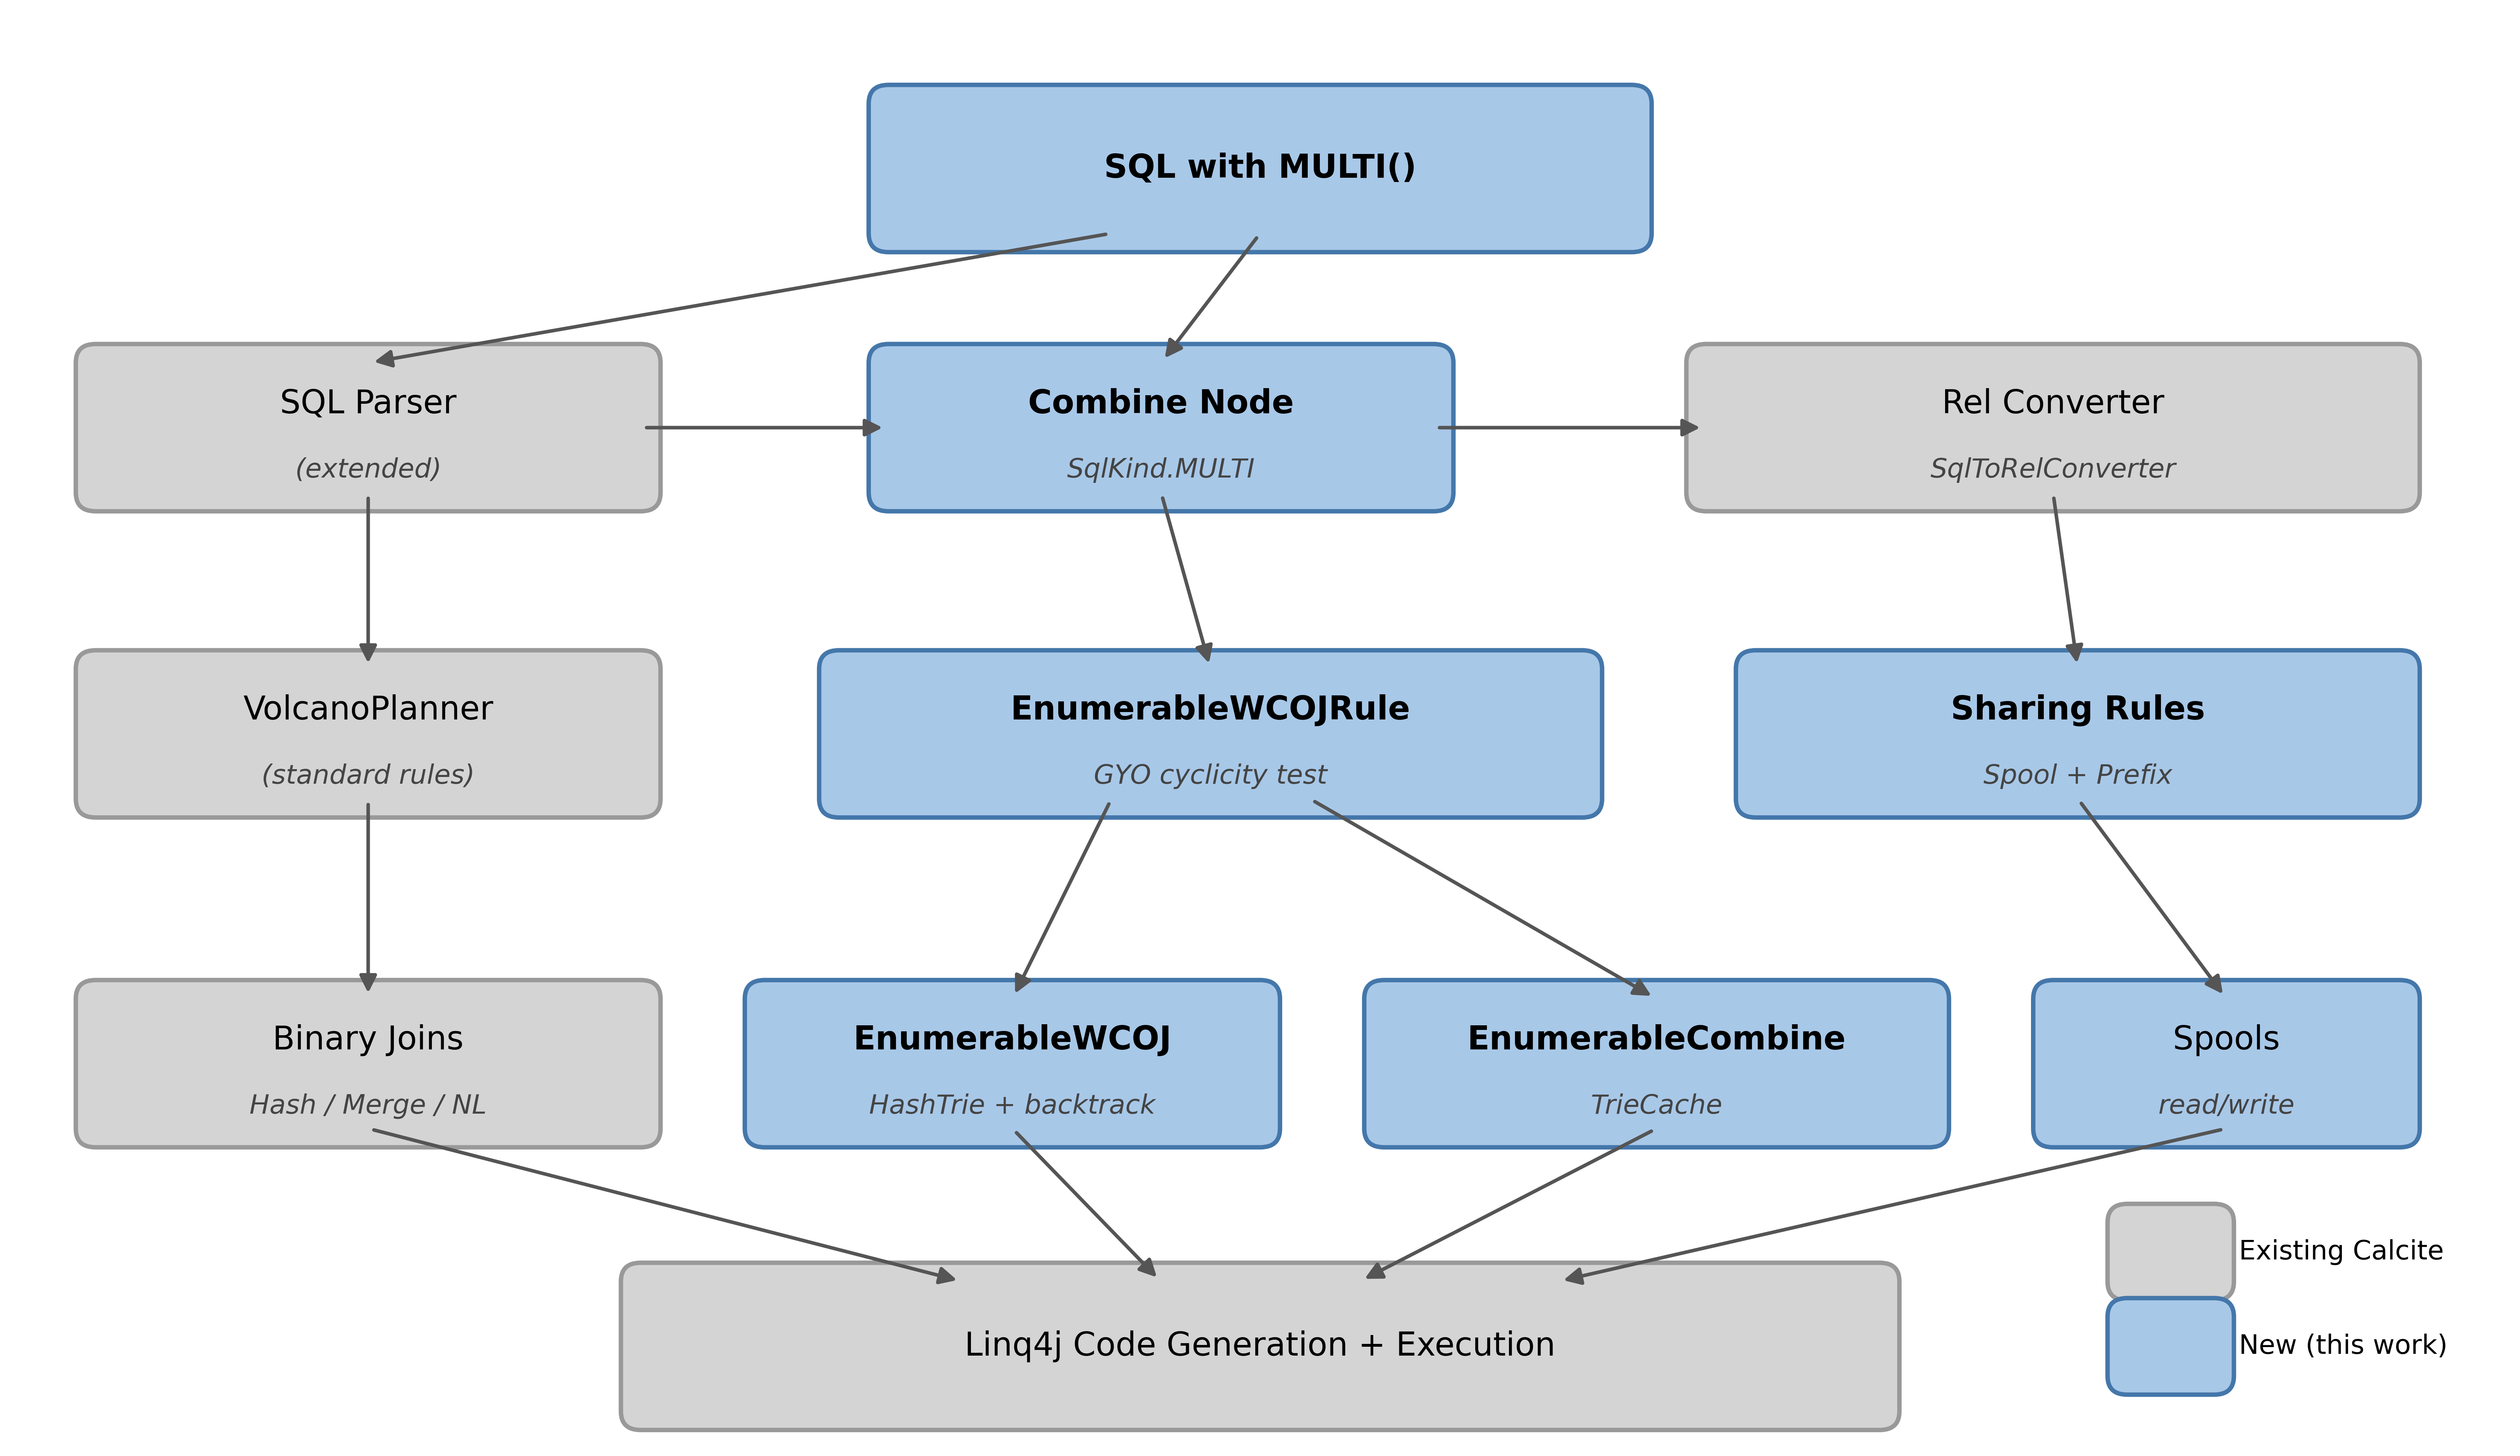 SQL with MULTI()
SQL Parser
(extended)
Combine Node
SqlKind.MULTI
Rel Converter
SqlToRelConverter
VolcanoPlanner
(standard rules)
EnumerableWCOJRule
GYO cyclicity test
Sharing Rules
Spool + Prefix
Binary Joins
Hash / Merge / NL
EnumerableWCOJ
HashTrie + backtrack
EnumerableCombine
TrieCache
Spools
read/write
Existing Calcite
Linq4j Code Generation + Execution
New (this work)